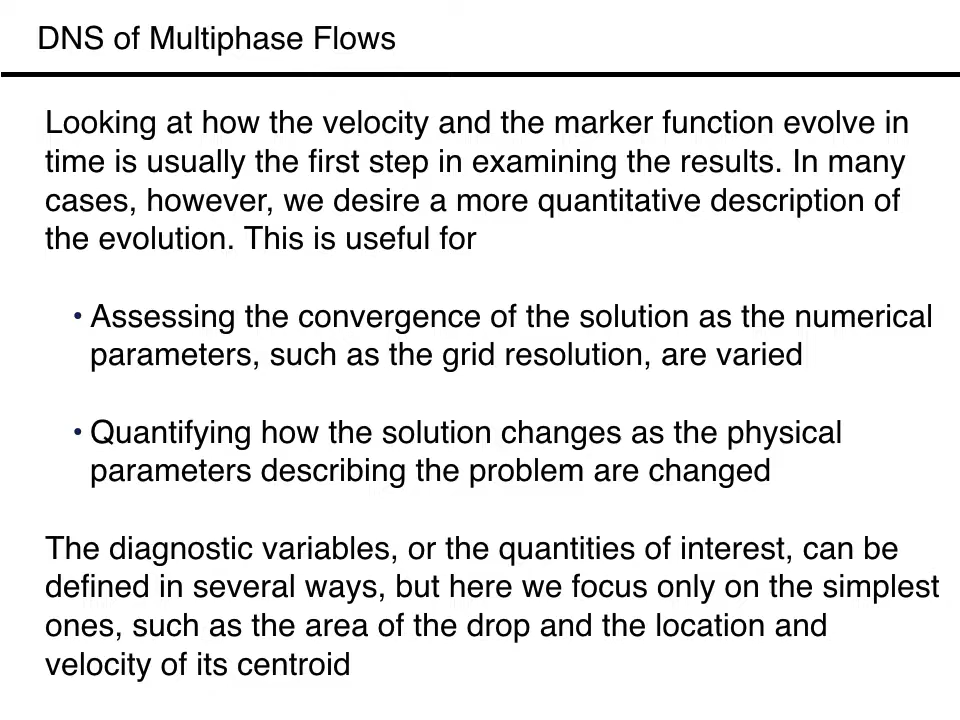 DNS of Multiphase Flows
Looking at how the velocity and the marker function evolve in
time is usually the first step in examining the results. In many
cases, however, we desire a more quantitative description of
the evolution. This is useful for
• Assessing the convergence of the solution as the numerical
parameters, such as the grid resolution, are varied
• Quantifying how the solution changes as the physical
parameters describing the problem are changed
The diagnostic variables, or the quantities of interest, can be
defined in several ways, but here we focus only on the simplest
ones, such as the area of the drop and the location and
velocity of its centroid